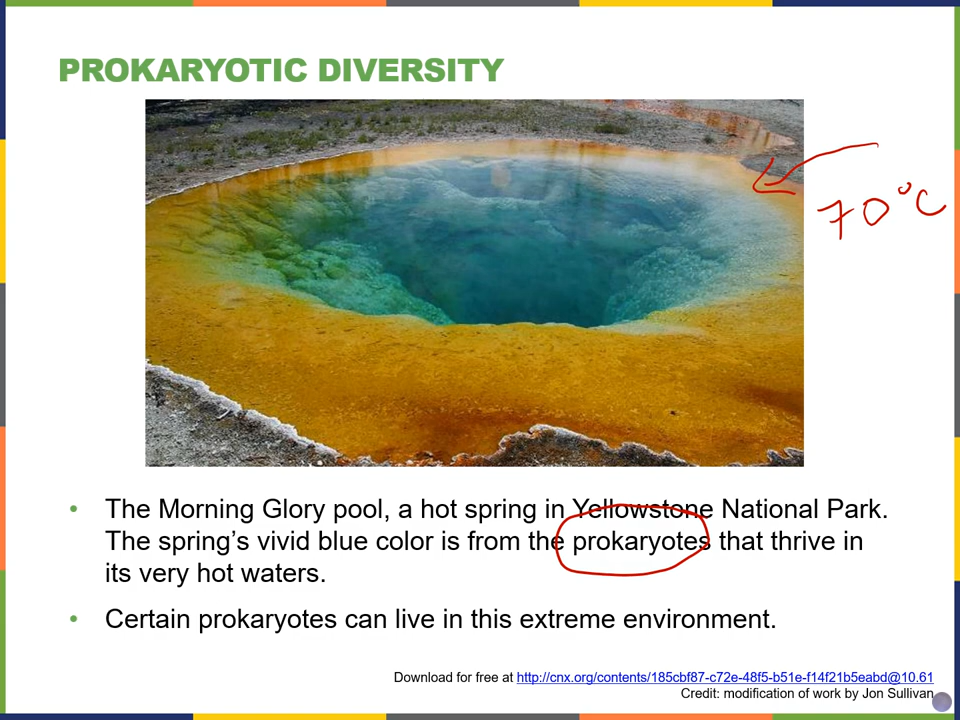 PROKARYOTIC DIVERSITY
70°C
• The Morning Glory pool, a hot spring in Yellowstone National Park.
The spring's vivid blue color is from the prokaryotes that thrive in
its very hot waters.
• Certain prokaryotes can live in this extreme environment.
Download for free at http://cnx.org/contents/185cbf87-c72e-48f5-b51e-f14f21b5eabd@10.61
Credit: modification of work by Jon Sullivan